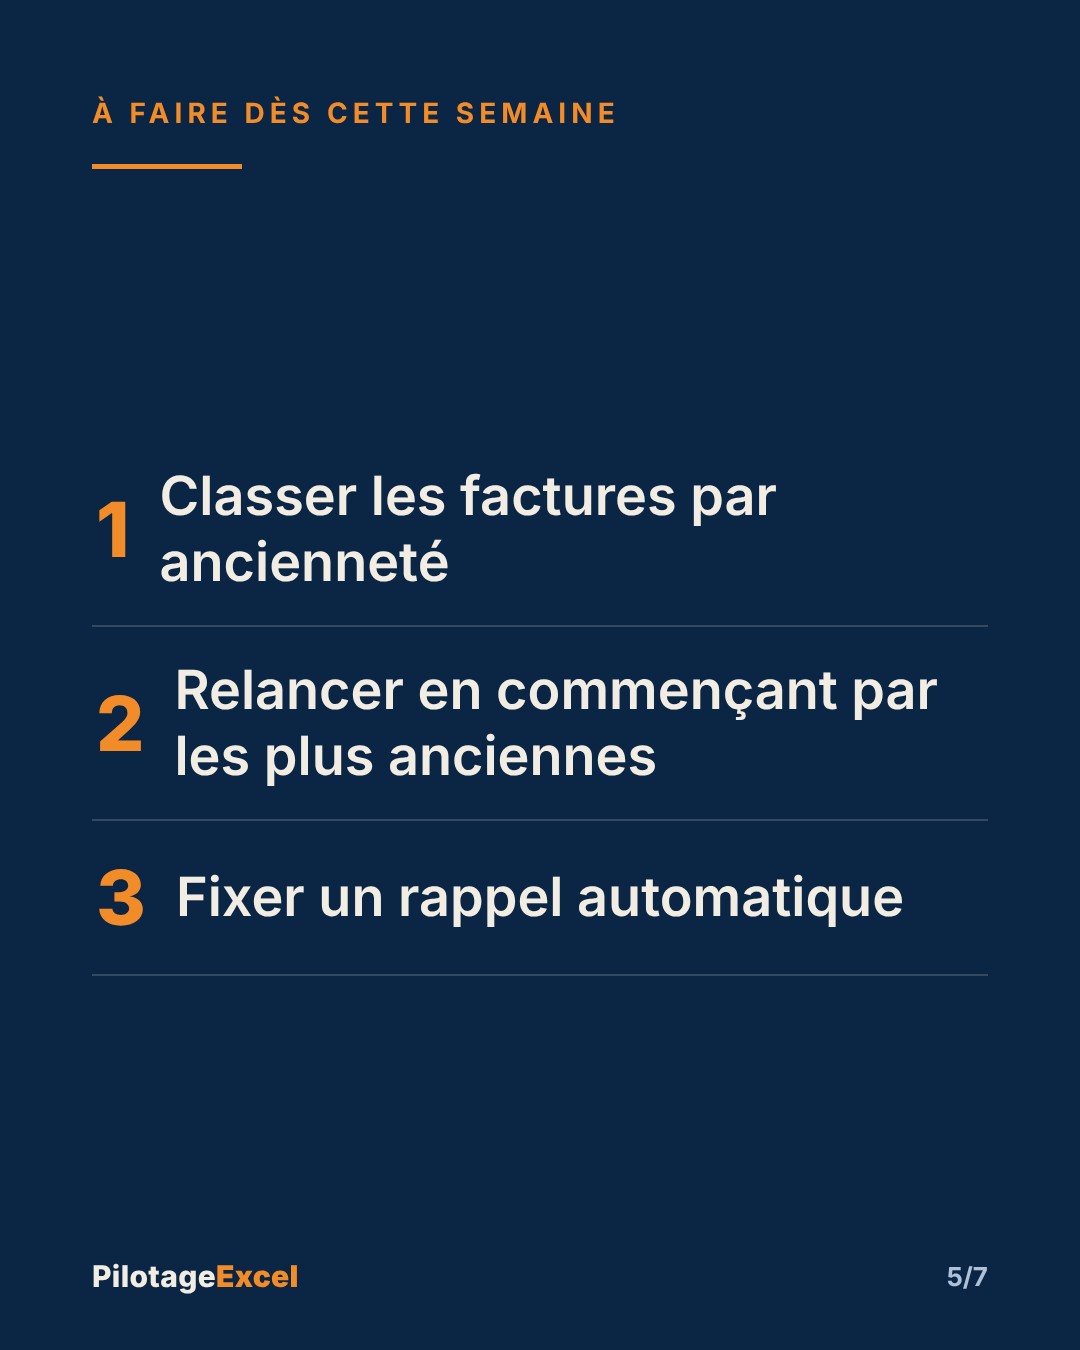 À FAIRE DÈS CETTE SEMAINE
1 Classer les factures par
ancienneté
2 Relancer en commençant par
les plus anciennes
3 Fixer un rappel automatique
PilotageExcel
5/7